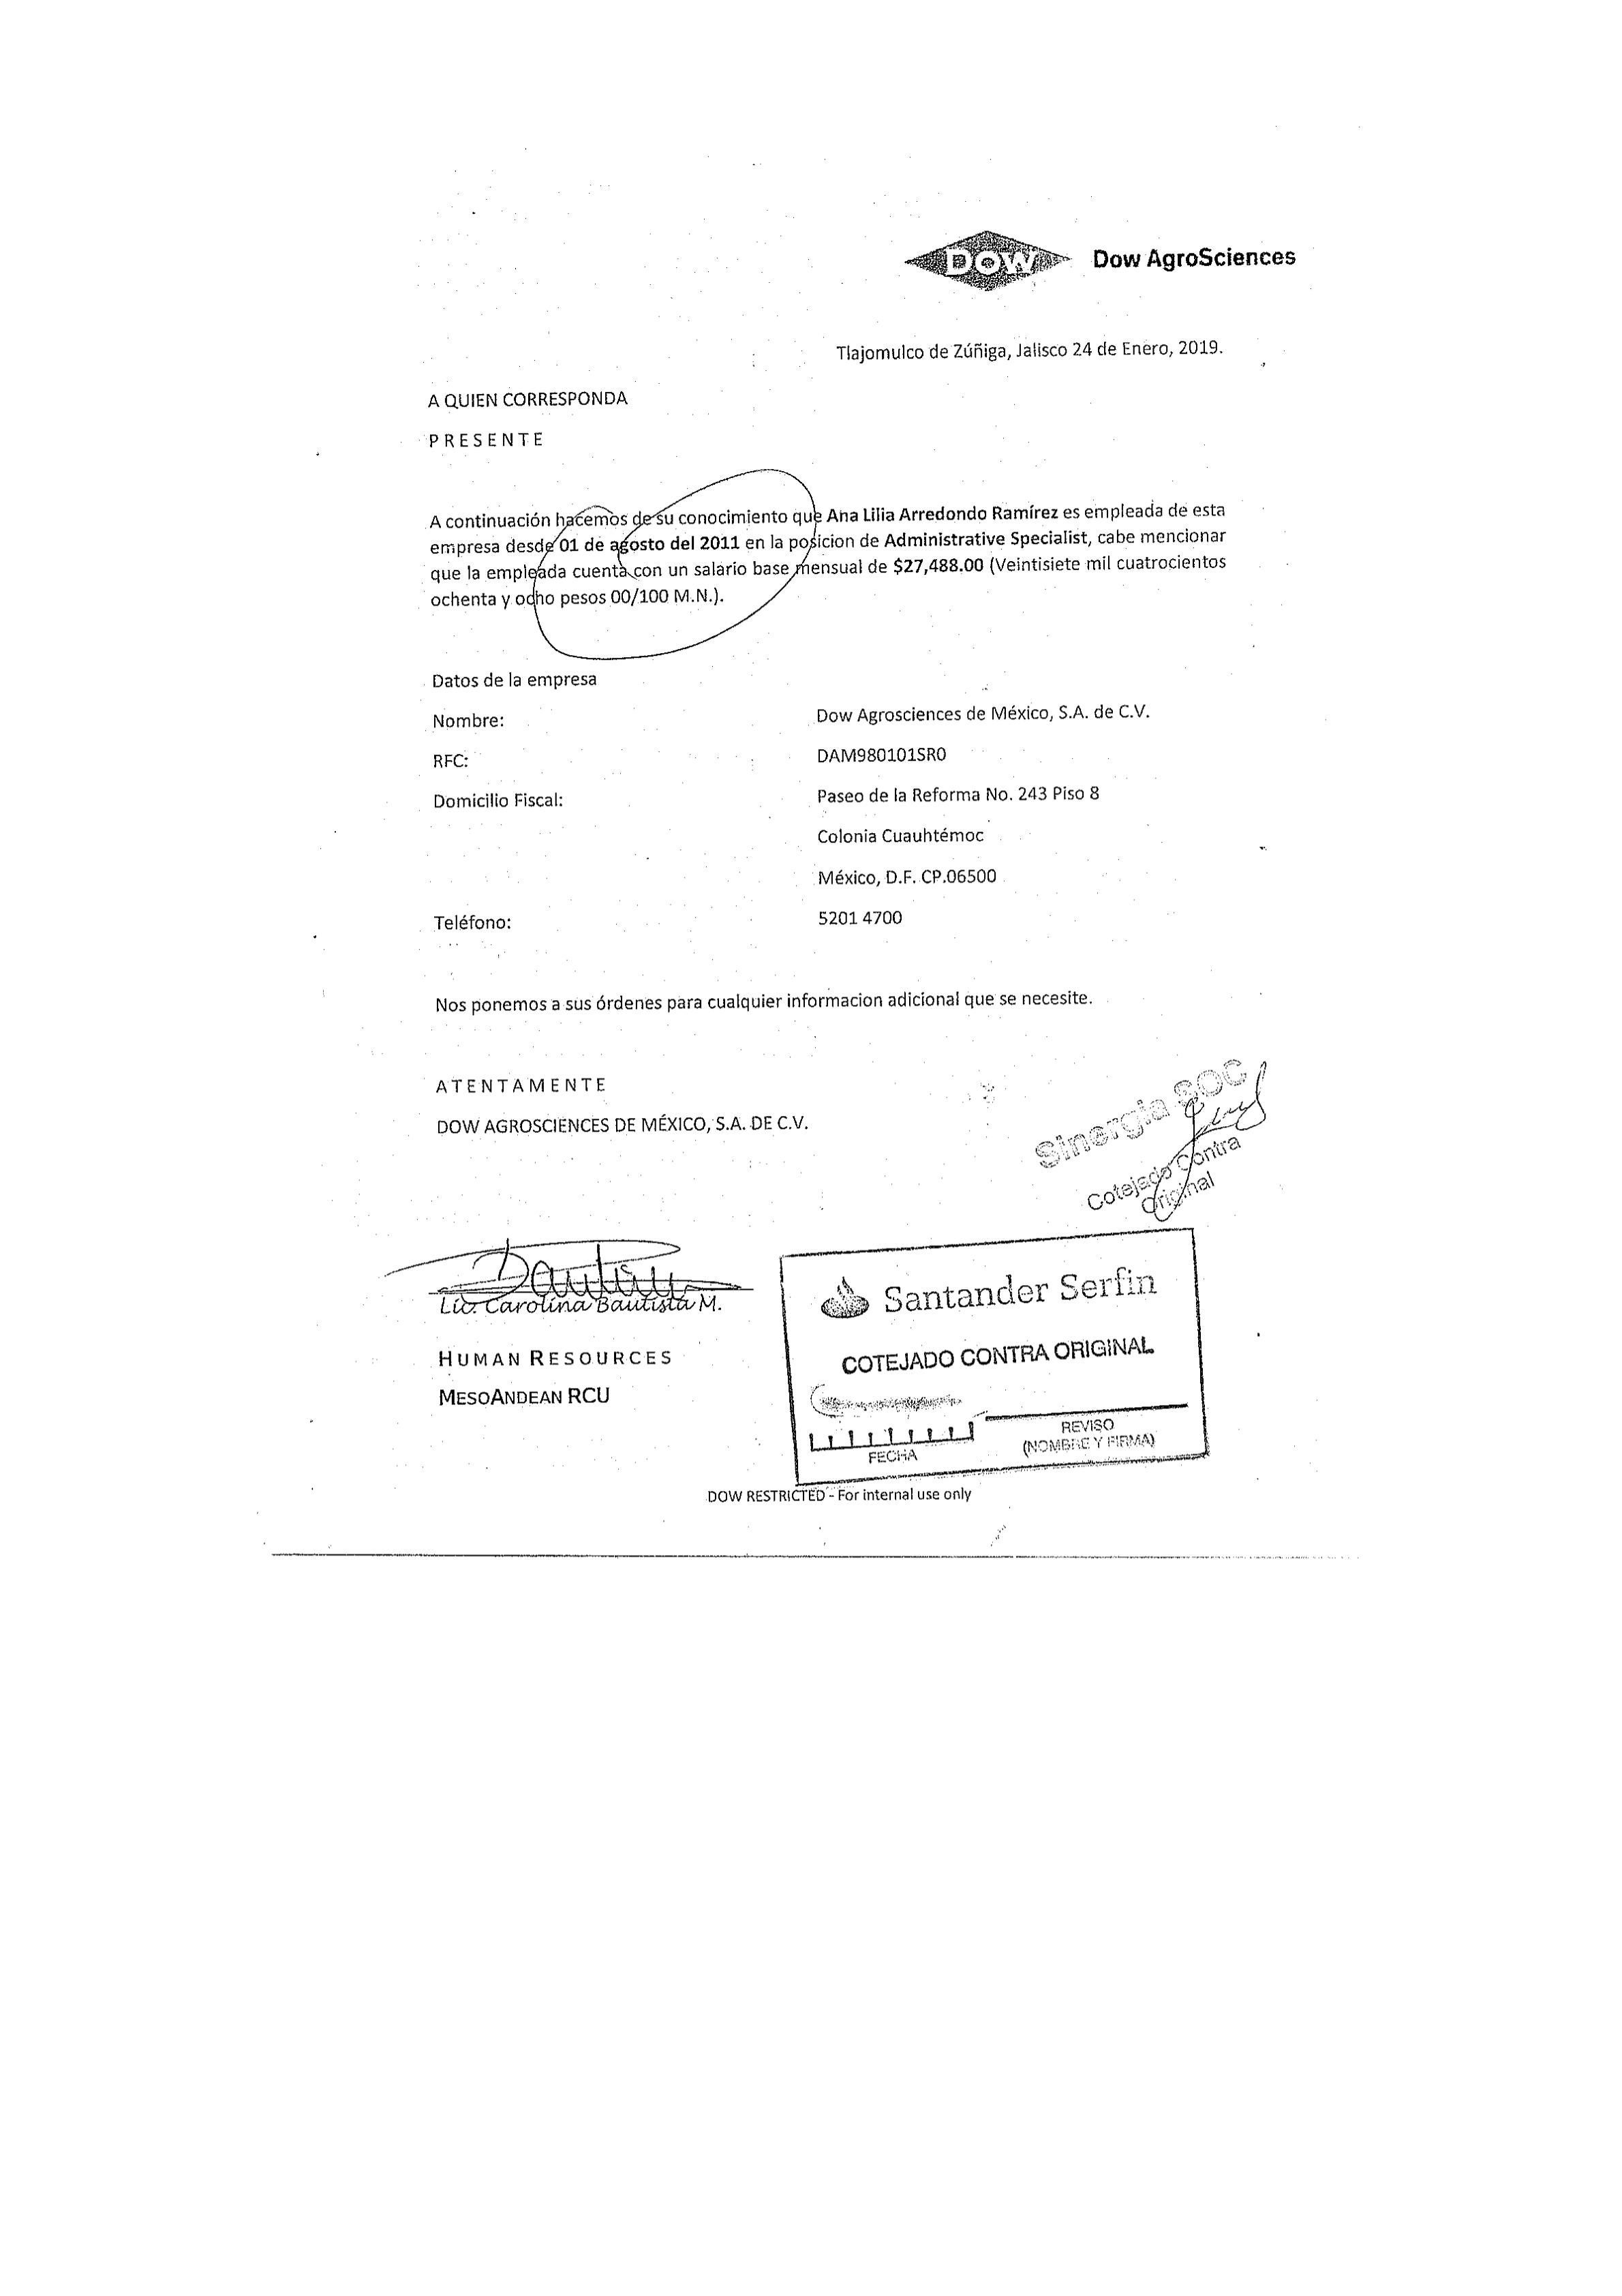 DOW Dow AgroSciences
Tlajomulco de Zúñiga, Jalisco 24 de Enero, 2019.
A QUIEN CORRESPONDA
P R E S E N T E
A continuación hacemos de su conocimiento que Ana Lilia Arredondo Ramírez es empleada de esta
empresa desde 01 de agosto del 2011 en la posicion de Administrative Specialist, cabe mencionar
que la empleada cuenta con un salario base mensual de $27,488.00 (Veintisiete mil cuatrocientos
ochenta y ocho pesos 00/100 M.N.).
Datos de la empresa
Nombre: Dow Agrosciences de México, S.A. de C.V.
RFC: DAM980101SR0
Domicilio Fiscal: Paseo de la Reforma No. 243 Piso 8
Colonia Cuauhtémoc
México, D.F. CP.06500
Teléfono: 5201 4700
Nos ponemos a sus órdenes para cualquier informacion adicional que se necesite.
A T E N T A M E N T E
DOW AGROSCIENCES DE MÉXICO, S.A. DE C.V.
Sinergia SOC
Cotejado Contra
Original
Lic. Carolina Bautista M.
HUMAN RESOURCES
MESOANDEAN RCU
Santander Serfin
COTEJADO CONTRA ORIGINAL
FECHA
REVISO
(NOMBRE Y FIRMA)
DOW RESTRICTED - For internal use only